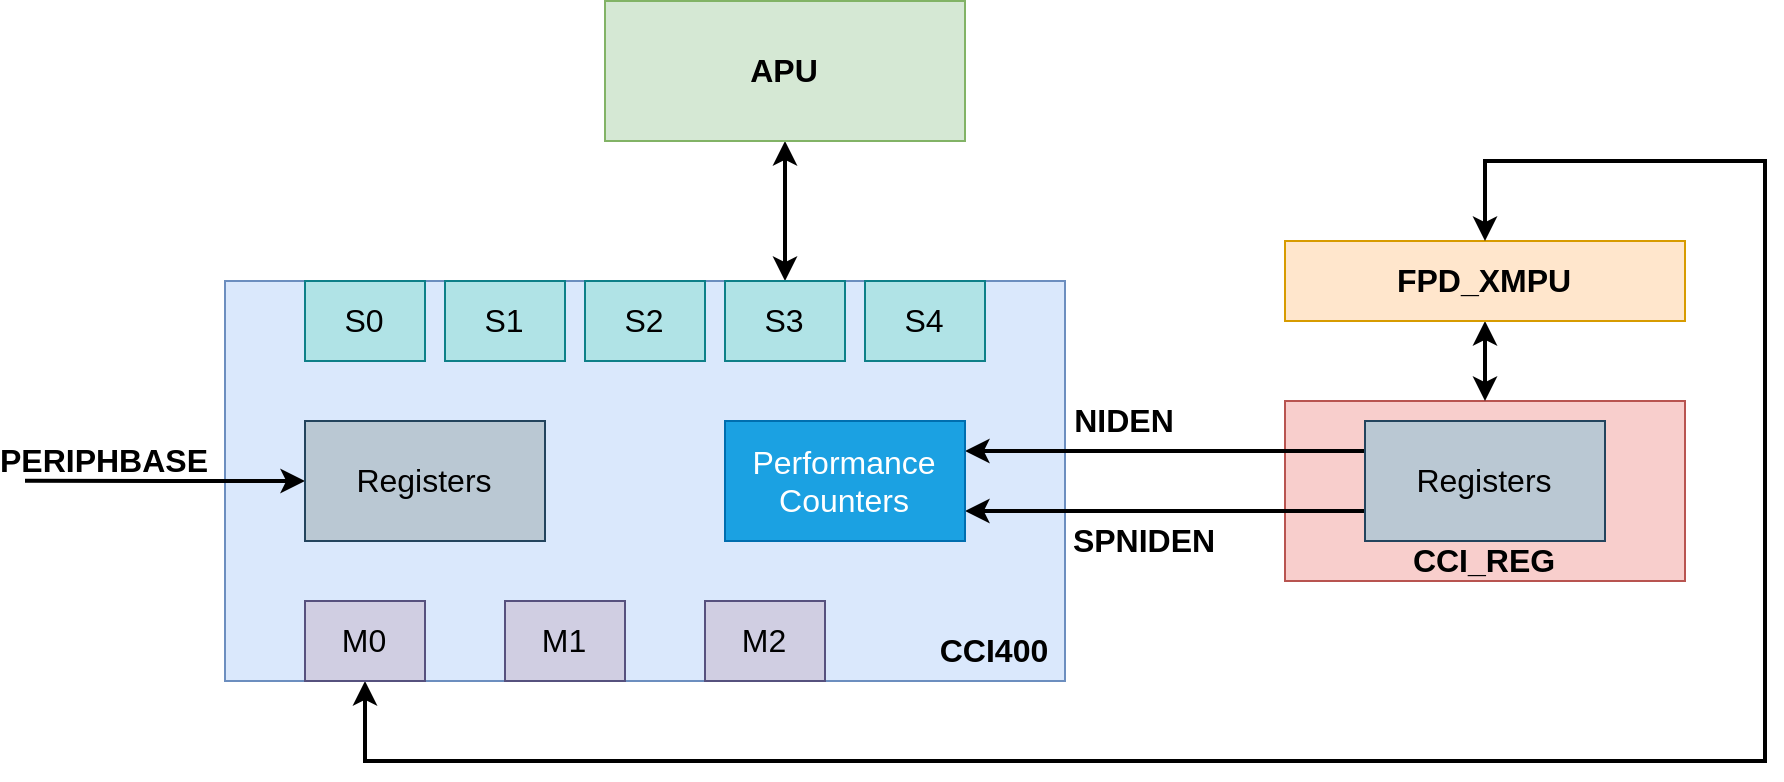 APU
FPD_XMPU
S0
S1
S2
S3
S4
NIDEN
PERIPHBASE
Registers
Performance
Counters
Registers
SPNIDEN
CCI_REG
M0
M1
M2
CCI400